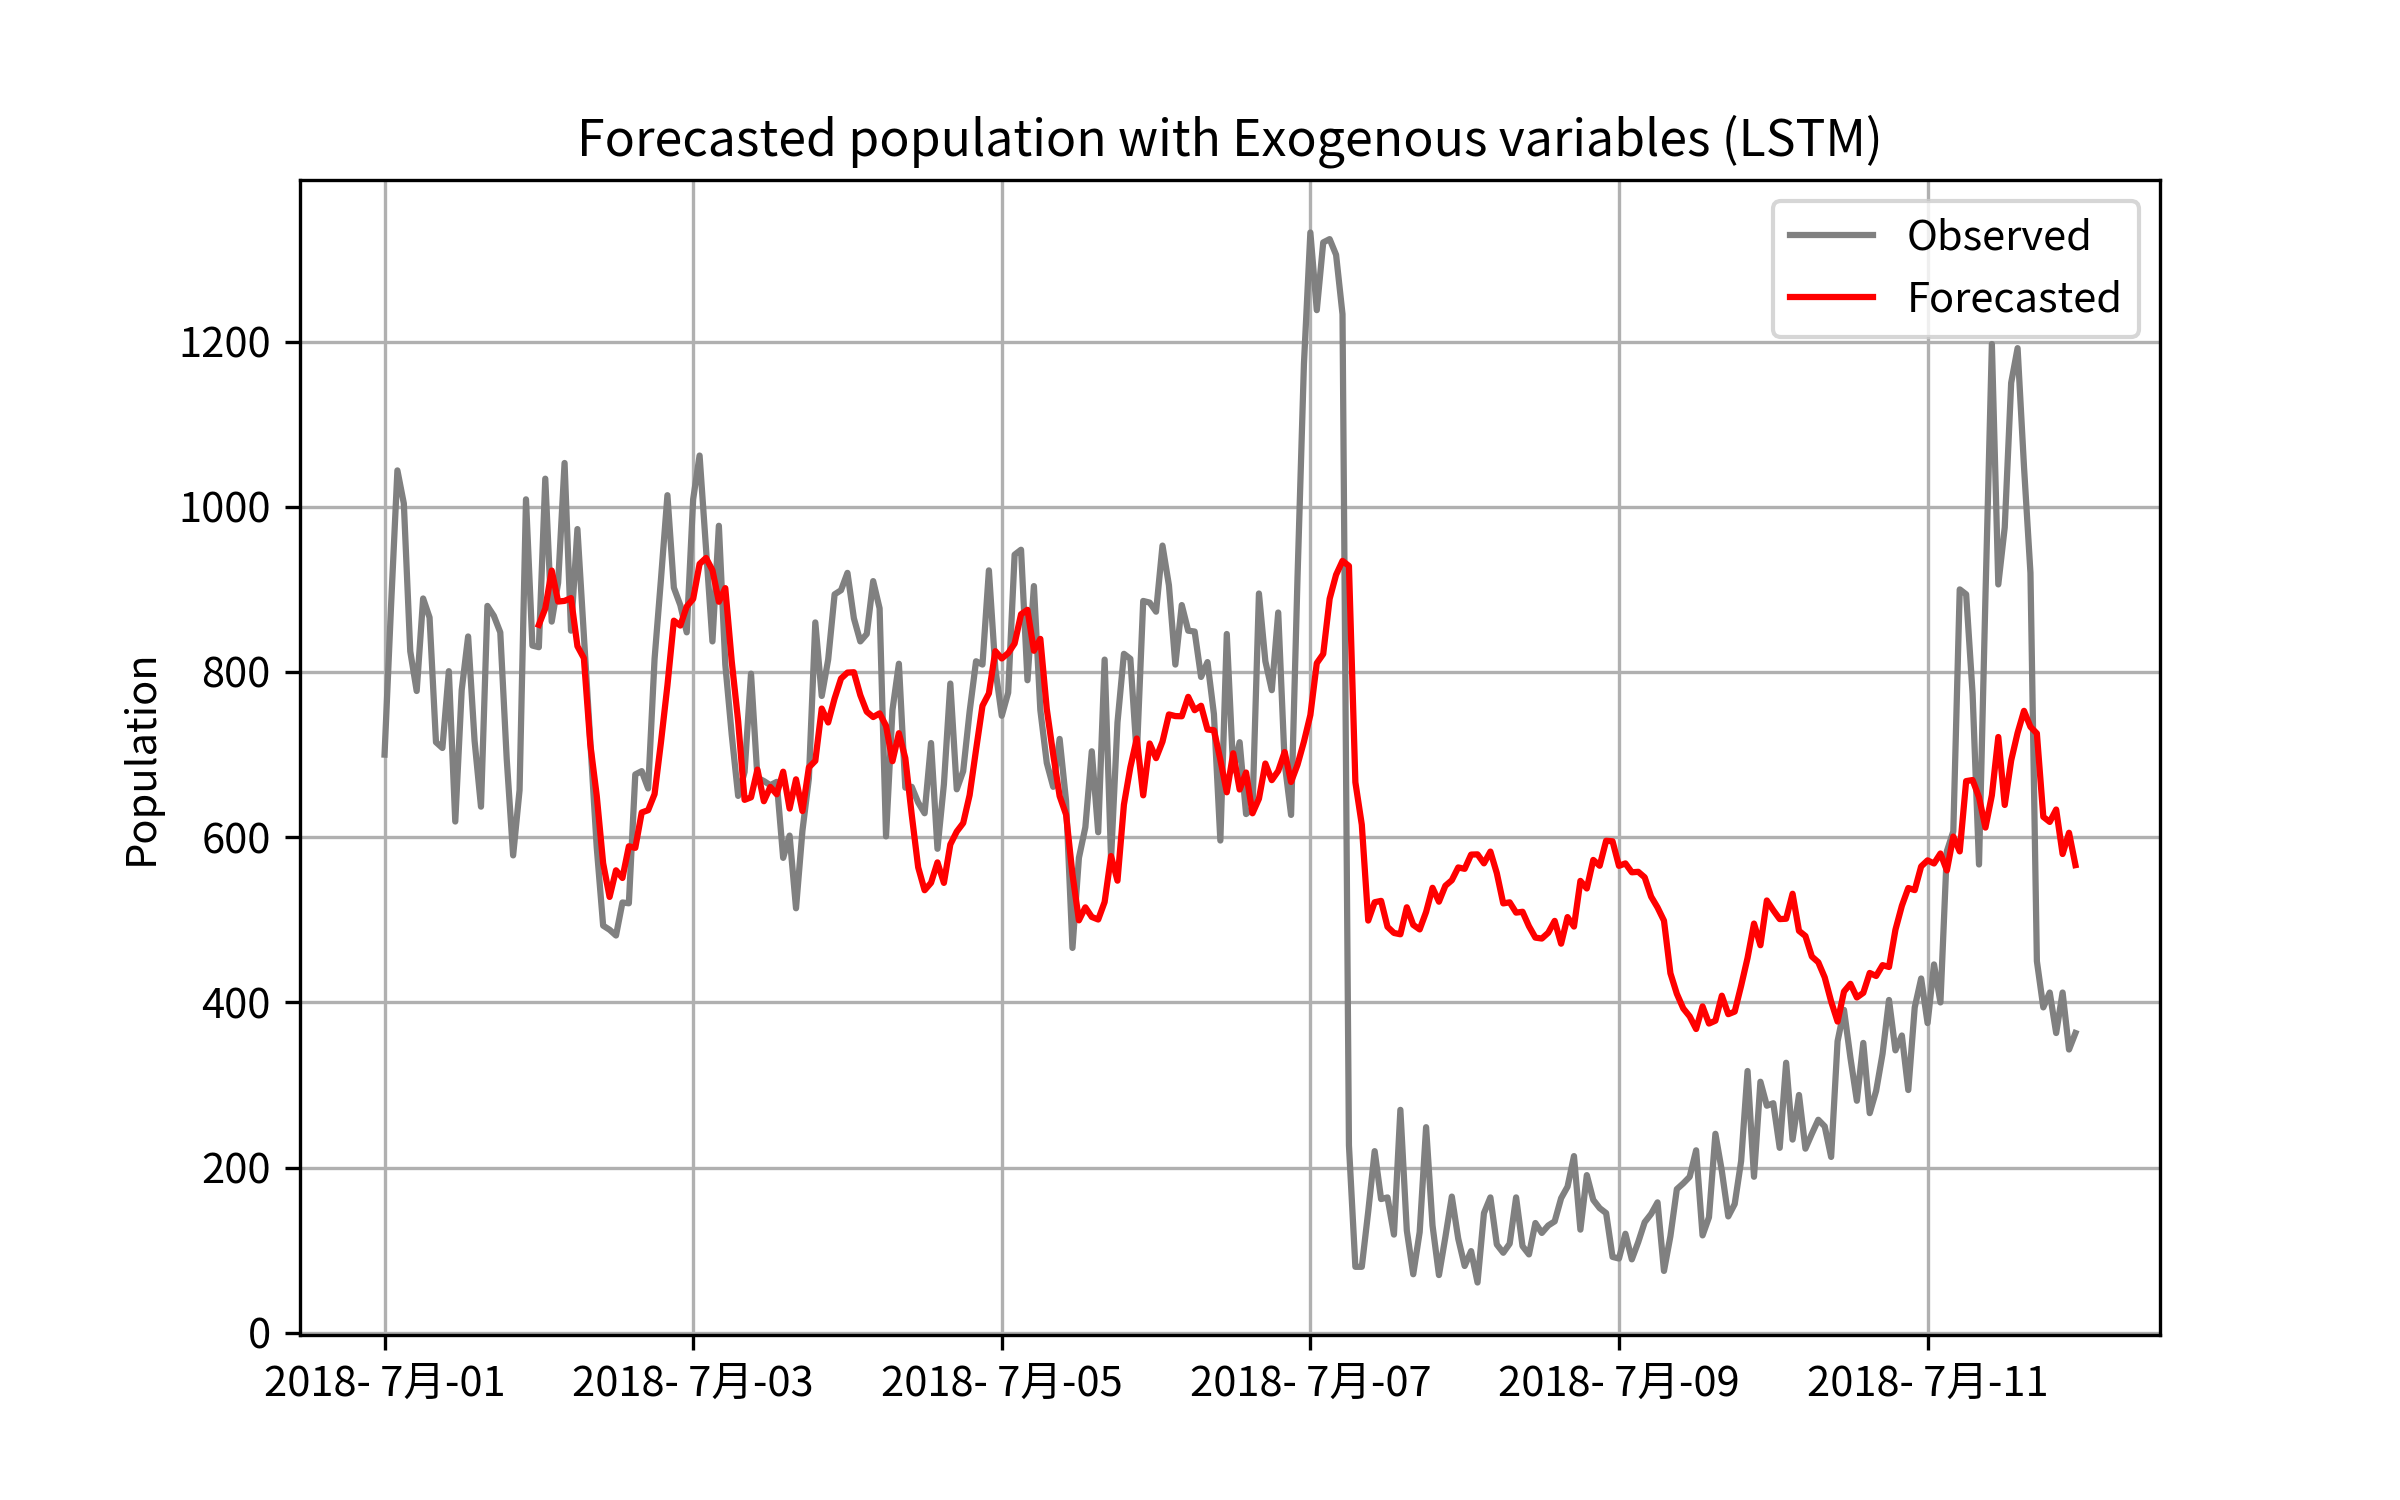 Forecasted population with Exogenous variables (LSTM)
Observed
Forecasted
Population
1200
1000
800
600
400
200
0
2018- 7月-01 2018- 7月-03 2018- 7月-05 2018- 7月-07 2018- 7月-09 2018- 7月-11